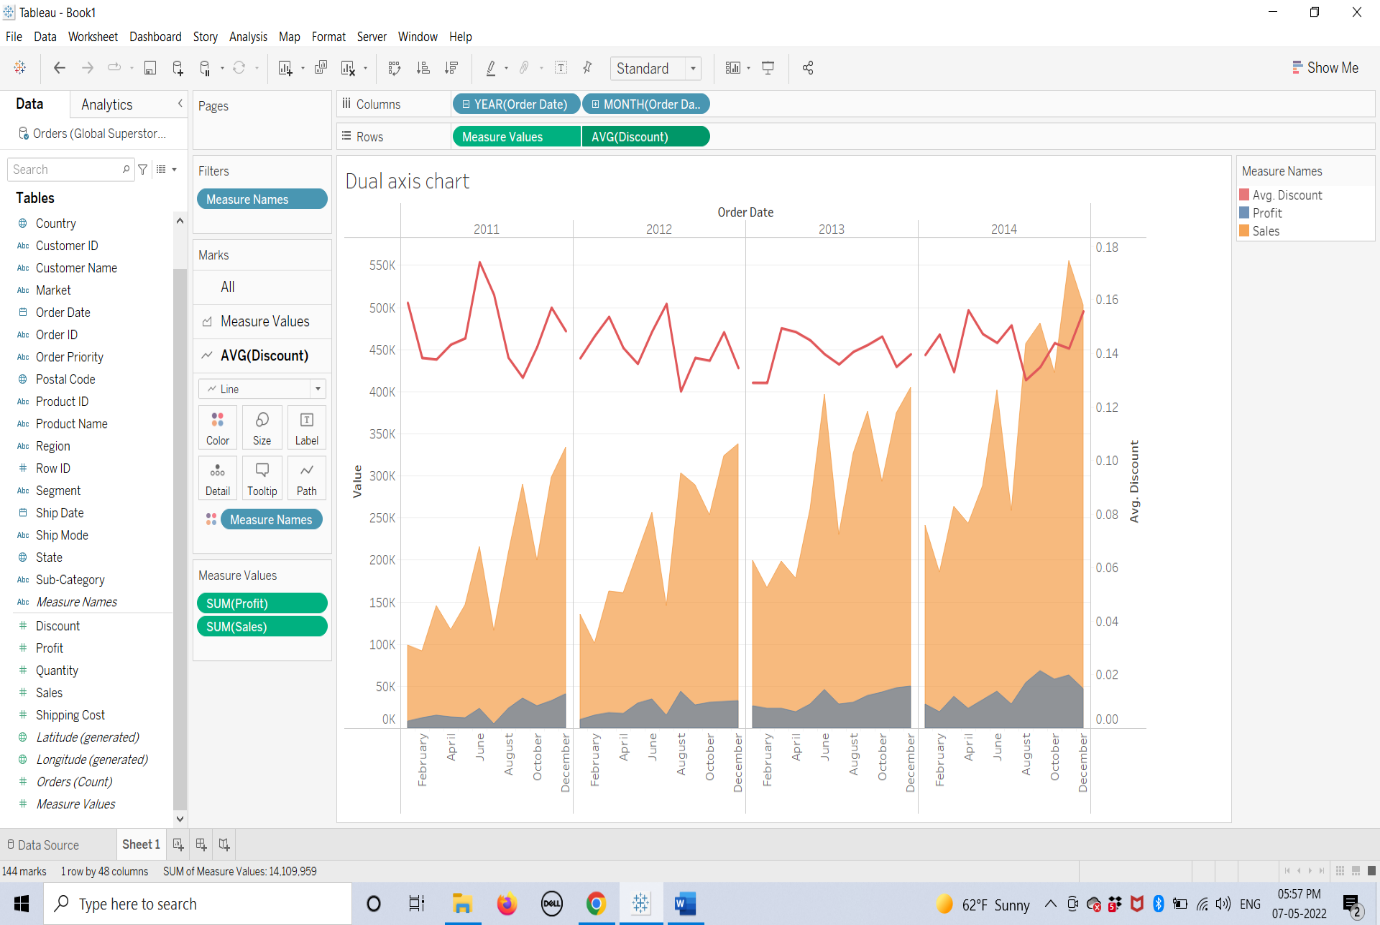 Tableau - Book1
File Data Worksheet Dashboard Story Analysis Map Format Server Window Help
Standard
Show Me
Data Analytics
Orders (Global Superstor...
Search
Tables
Country
Customer ID
Customer Name
Market
Order Date
Order ID
Order Priority
Postal Code
Product ID
Product Name
Region
Row ID
Segment
Ship Date
Ship Mode
State
Sub-Category
Measure Names
Discount
Profit
Quantity
Sales
Shipping Cost
Latitude (generated)
Longitude (generated)
Orders (Count)
Measure Values
Pages
Filters
Measure Names
Marks
All
Measure Values
AVG(Discount)
Line
Color Size Label
Detail Tooltip Path
Measure Names
Measure Values
SUM(Profit)
SUM(Sales)
Columns YEAR(Order Date) MONTH(Order Da..
Rows Measure Values AVG(Discount)
Dual axis chart
Order Date
2011 2012 2013 2014
Value
550K
500K
450K
400K
350K
300K
250K
200K
150K
100K
50K
0K
Avg. Discount
0.18
0.16
0.14
0.12
0.10
0.08
0.06
0.04
0.02
0.00
February April June August October December February April June August October December February April June August October December February April June August October December
Measure Names
Avg. Discount
Profit
Sales
Data Source Sheet 1
144 marks 1 row by 48 columns SUM of Measure Values: 14,109,959
Type here to search
DELL
W
62°F Sunny
ENG
05:57 PM
07-05-2022
2